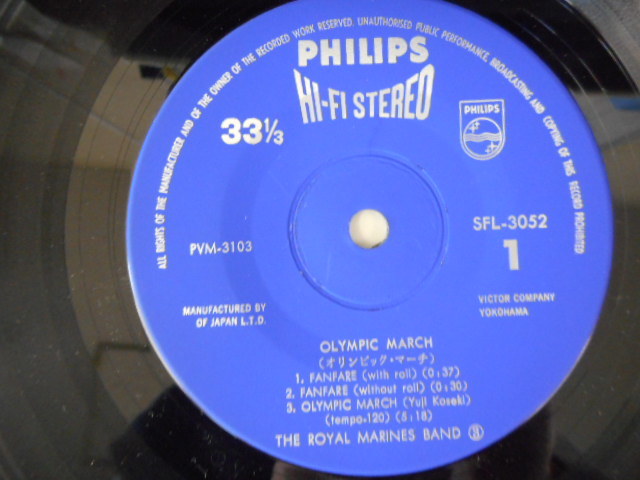 ALL RIGHTS OF THE MANUFACTURER AND OF THE OWNER OF THE RECORDED WORK RESERVED. UNAUTHORISED PUBLIC PERFORMANCE, BROADCASTING AND COPYING OF THIS RECORD PROHIBITED
PHILIPS
HI-FI STEREO
33⅓
PHILIPS
PVM-3103
SFL-3052
1
MANUFACTURED BY
OF JAPAN L.T.D.
VICTOR COMPANY
YOKOHAMA
OLYMPIC MARCH
(オリンピック・マーチ)
1. FANFARE (with roll) (0:37)
2. FANFARE (without roll) (0:30)
3. OLYMPIC MARCH (Yuji Koseki)
(tempo-120) (5:18)
THE ROYAL MARINES BAND